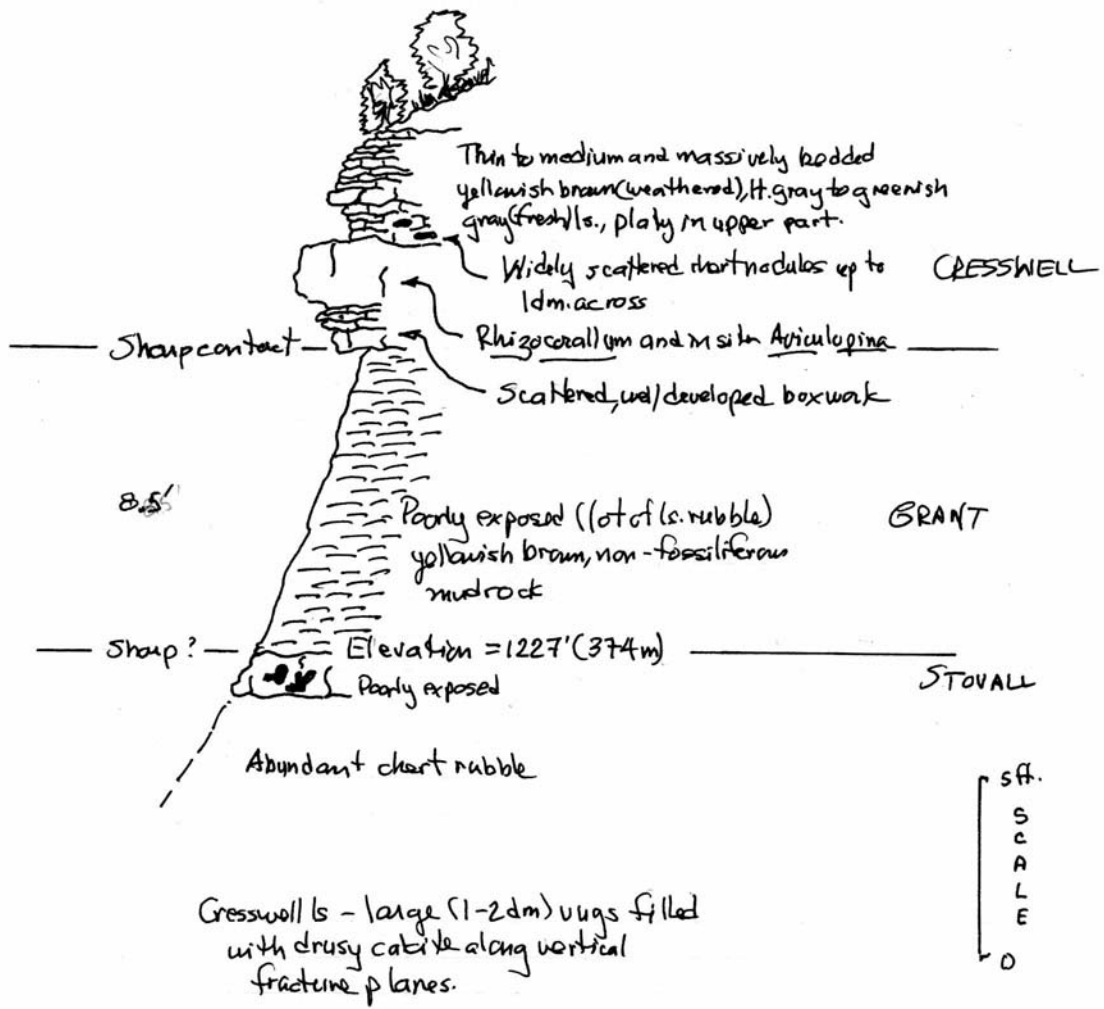 Thin to medium and massively bedded
yellowish brown (weathered), lt. gray to greenish
gray (fresh) ls., platy in upper part.
Widely scattered chert nodules up to
1dm. across
CRESSWELL
Sharp contact
Rhizocorallium and in situ Aviculopina
Scattered, well developed boxwork
8.5'
Poorly exposed (lot of ls. rubble)
yellowish brown, non-fossiliferous
mudrock
GRANT
Sharp?
Elevation = 1227' (374m)
Poorly exposed
STOVALL
Abundant chert rubble
5ft.
SCALE
0
Cresswell ls - large (1-2dm) vugs filled
with drusy calcite along vertical
fracture planes.